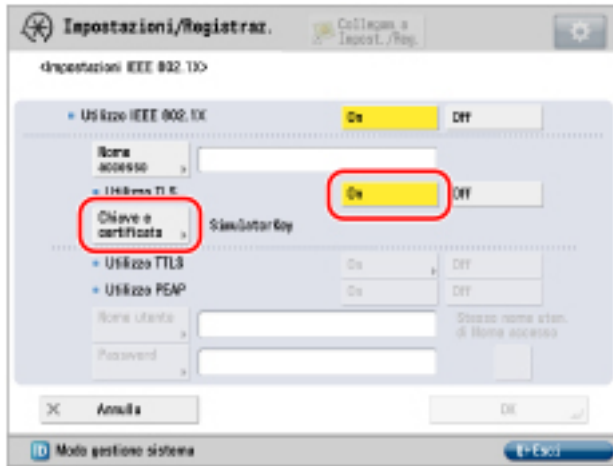 Impostazioni/Registraz.
Collegam a
Impost./Reg.
<Impostazioni IEEE 802.1X>
Utilizzo IEEE 802.1X
On
Off
Nome
accesso
Utilizzo TLS
On
Off
Chiave e
certificato
SimulatorKey
Utilizzo TTLS
On
Off
Utilizzo PEAP
On
Off
Nome utente
Stesso nome uten.
di Nome accesso
Password
Annulla
OK
ID Modo gestione sistema
Esci